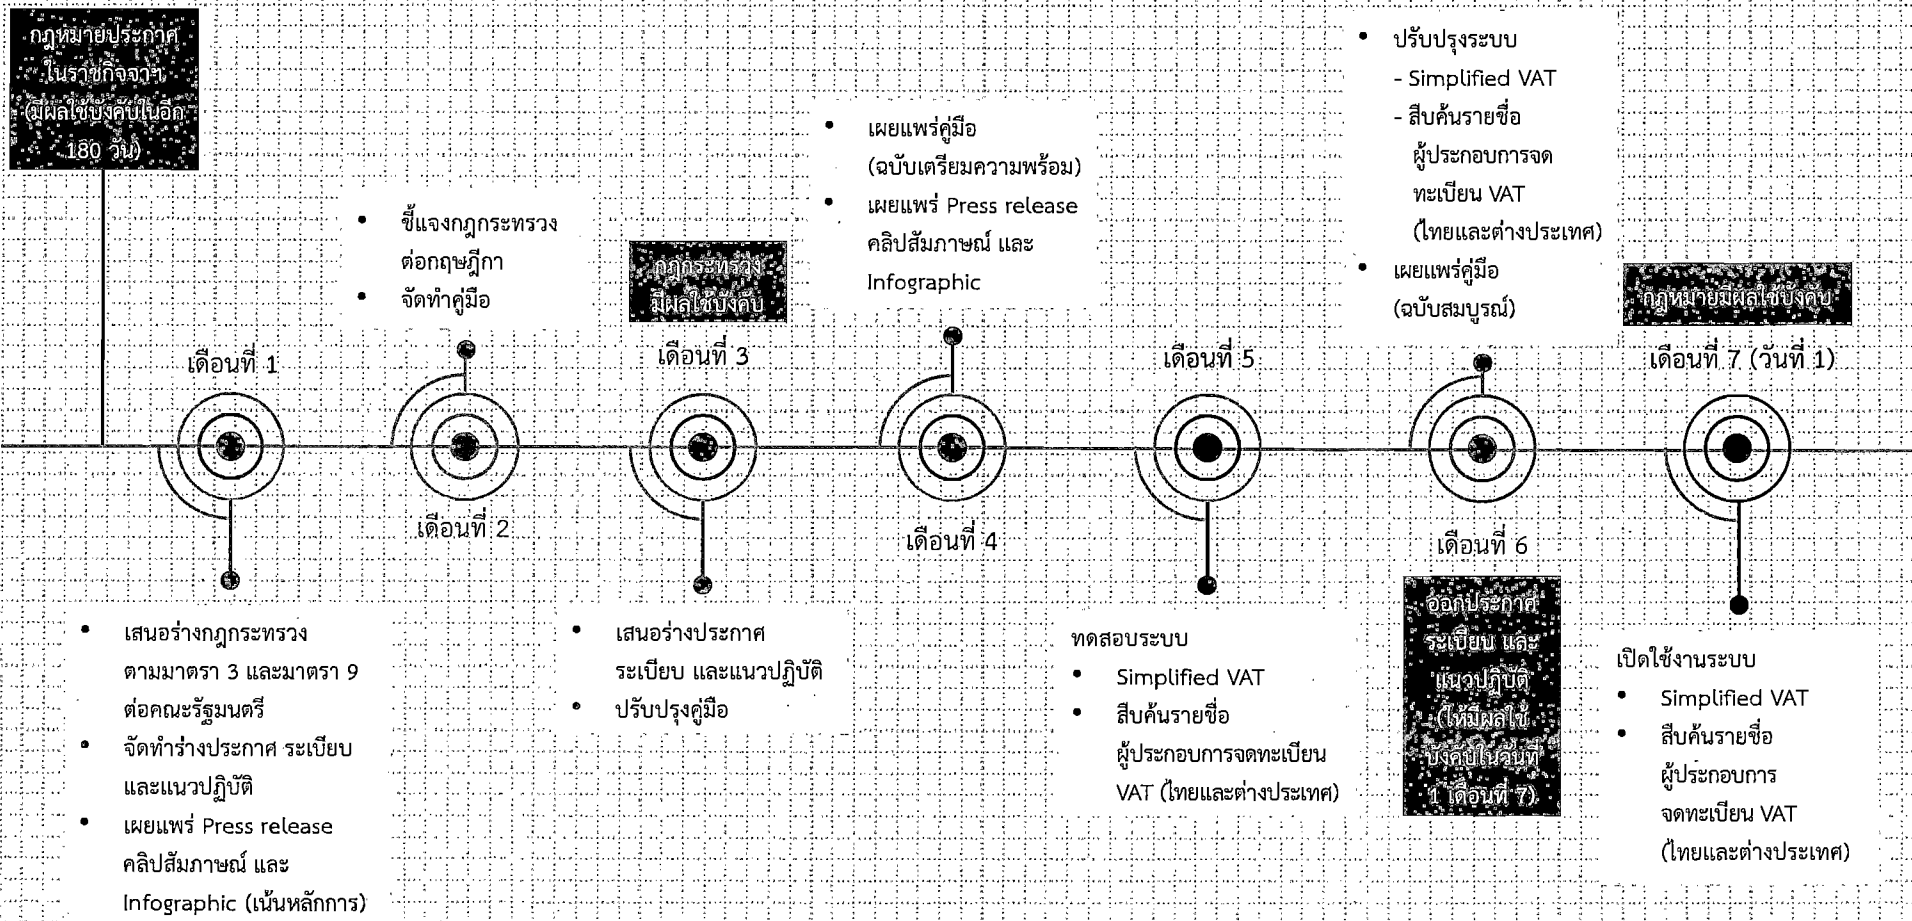 กฎหมายประกาศ
ในราชกิจจาฯ
(มีผลใช้บังคับในอีก
180 วัน)
เดือนที่ 1
• เสนอร่างกฎกระทรวง
ตามมาตรา 3 และมาตรา 9
ต่อคณะรัฐมนตรี
• จัดทำร่างประกาศ ระเบียบ
และแนวปฏิบัติ
• เผยแพร่ Press release
คลิปสัมภาษณ์ และ
Infographic (เน้นหลักการ)
• ชี้แจงกฎกระทรวง
ต่อกฤษฎีกา
• จัดทำคู่มือ
เดือนที่ 2
กฎกระทรวง
มีผลใช้บังคับ
เดือนที่ 3
• เสนอร่างประกาศ
ระเบียบ และแนวปฏิบัติ
• ปรับปรุงคู่มือ
• เผยแพร่คู่มือ
(ฉบับเตรียมความพร้อม)
• เผยแพร่ Press release
คลิปสัมภาษณ์ และ
Infographic
เดือนที่ 4
เดือนที่ 5
ทดสอบระบบ
• Simplified VAT
• สืบค้นรายชื่อ
ผู้ประกอบการจดทะเบียน
VAT (ไทยและต่างประเทศ)
• ปรับปรุงระบบ
- Simplified VAT
- สืบค้นรายชื่อ
ผู้ประกอบการจด
ทะเบียน VAT
(ไทยและต่างประเทศ)
• เผยแพร่คู่มือ
(ฉบับสมบูรณ์)
เดือนที่ 6
ออกประกาศ
ระเบียบ และ
แนวปฏิบัติ
(ให้มีผลใช้
บังคับในวันที่
1 เดือนที่ 7)
กฎหมายมีผลใช้บังคับ
เดือนที่ 7 (วันที่ 1)
เปิดใช้งานระบบ
• Simplified VAT
• สืบค้นรายชื่อ
ผู้ประกอบการ
จดทะเบียน VAT
(ไทยและต่างประเทศ)